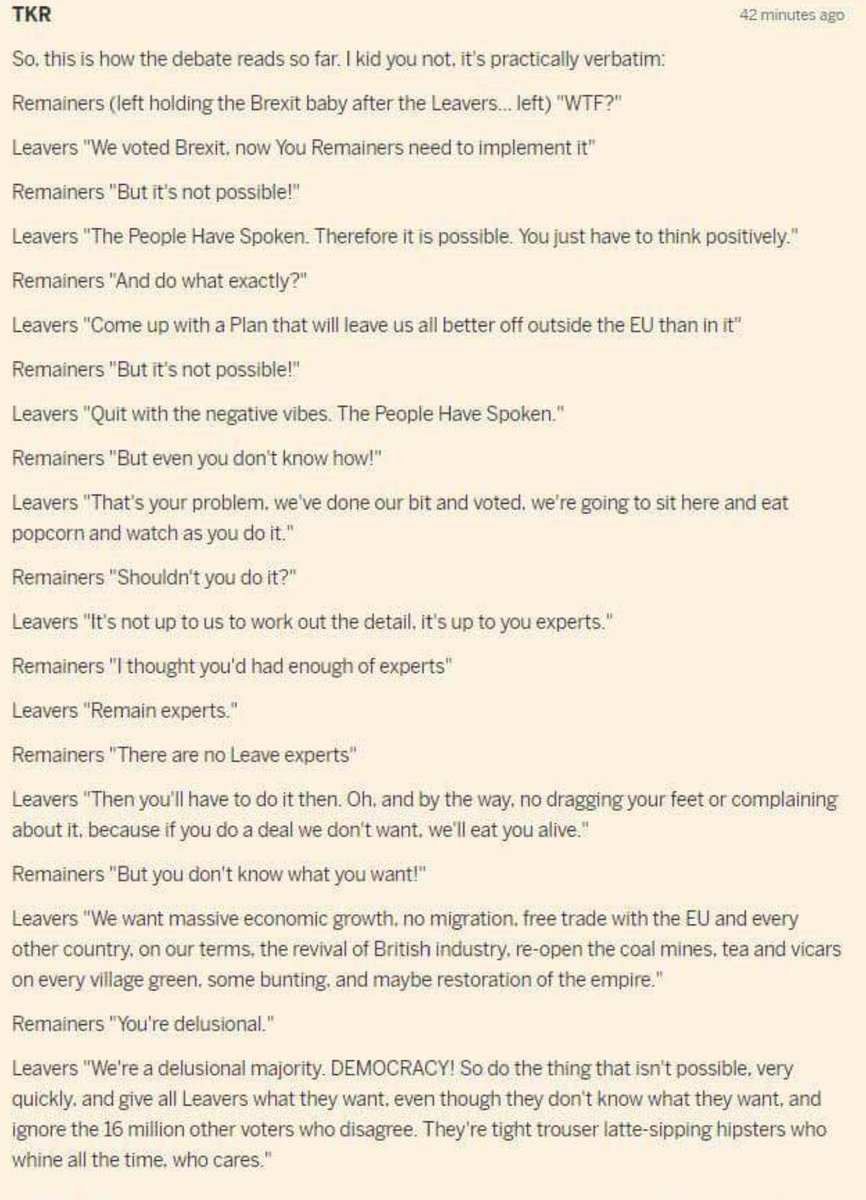 TKR
42 minutes ago
So, this is how the debate reads so far. I kid you not, it's practically verbatim:
Remainers (left holding the Brexit baby after the Leavers... left) "WTF?"
Leavers "We voted Brexit, now You Remainers need to implement it"
Remainers "But it's not possible!"
Leavers "The People Have Spoken. Therefore it is possible. You just have to think positively."
Remainers "And do what exactly?"
Leavers "Come up with a Plan that will leave us all better off outside the EU than in it"
Remainers "But it's not possible!"
Leavers "Quit with the negative vibes. The People Have Spoken."
Remainers "But even you don't know how!"
Leavers "That's your problem, we've done our bit and voted, we're going to sit here and eat
popcorn and watch as you do it."
Remainers "Shouldn't you do it?"
Leavers "It's not up to us to work out the detail, it's up to you experts."
Remainers "I thought you'd had enough of experts"
Leavers "Remain experts."
Remainers "There are no Leave experts"
Leavers "Then you'll have to do it then. Oh, and by the way, no dragging your feet or complaining
about it, because if you do a deal we don't want, we'll eat you alive."
Remainers "But you don't know what you want!"
Leavers "We want massive economic growth, no migration, free trade with the EU and every
other country, on our terms, the revival of British industry, re-open the coal mines, tea and vicars
on every village green, some bunting, and maybe restoration of the empire."
Remainers "You're delusional."
Leavers "We're a delusional majority. DEMOCRACY! So do the thing that isn't possible, very
quickly, and give all Leavers what they want, even though they don't know what they want, and
ignore the 16 million other voters who disagree. They're tight trouser latte-sipping hipsters who
whine all the time, who cares."